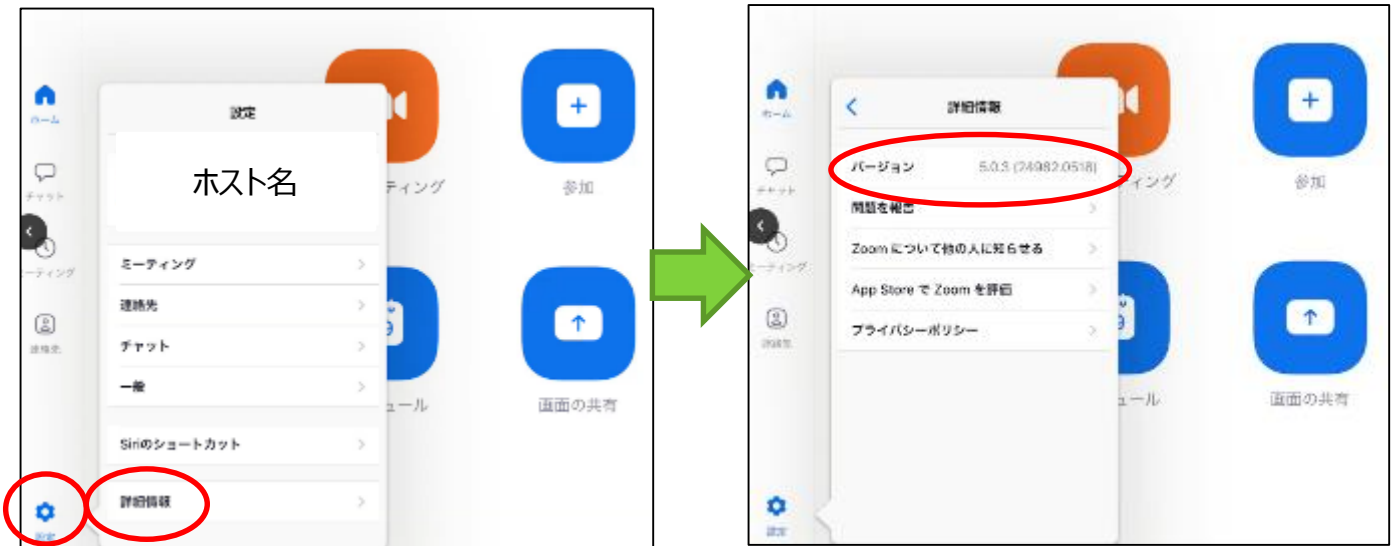 設定
ホーム
ホスト名
チャット
ティング
参加
ミーティング
ーティング
連絡先
チャット
連絡先
一般
ュール
画面の共有
Siriのショートカット
詳細情報
設定
詳細情報
ホーム
バージョン 5.0.3 (24982.0518)
チャット
ティング
参加
問題を報告
Zoom について他の人に知らせる
ミーティング
App Store で Zoom を評価
プライバシーポリシー
連絡先
ュール
画面の共有
設定